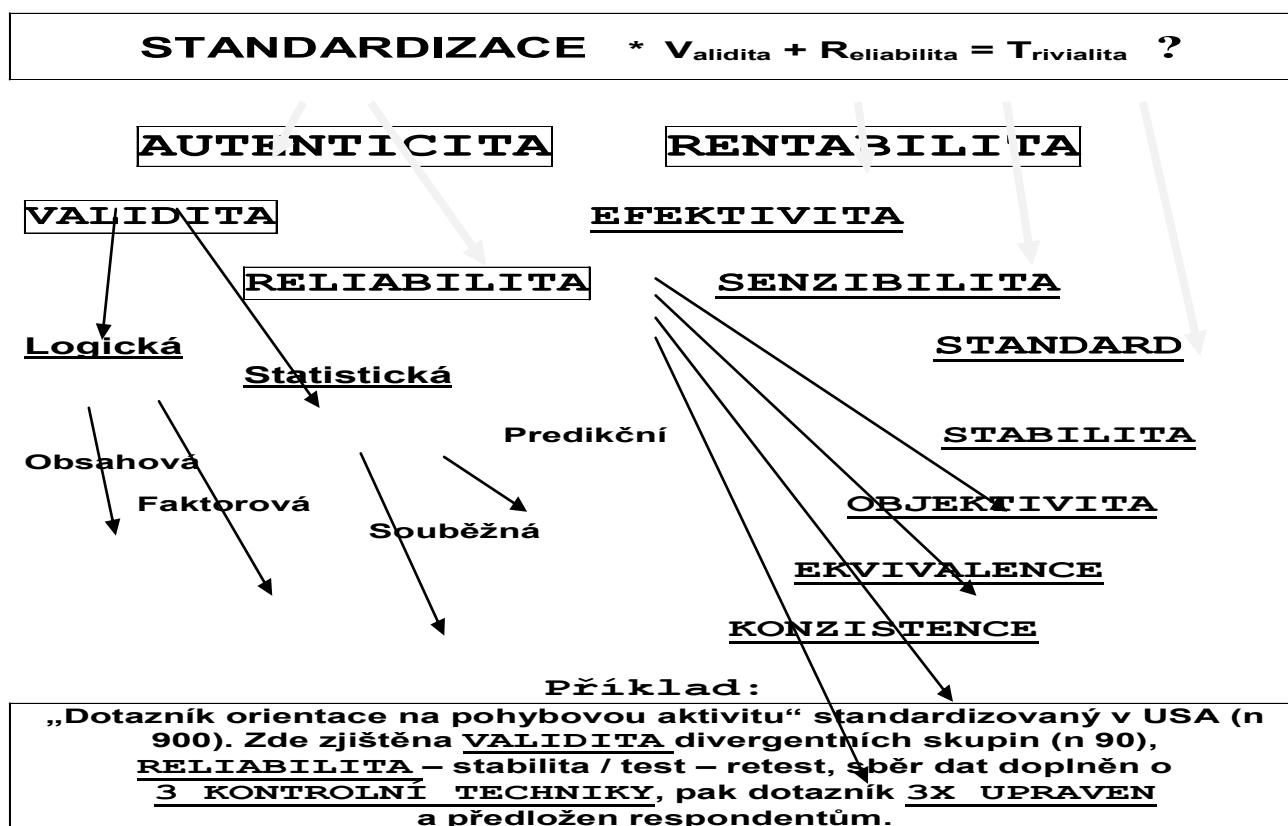 STANDARDIZACE * Validita + Reliabilita = Trivialita ?
AUTENTICITA RENTABILITA
VALIDITA EFEKTIVITA
RELIABILITA SENZIBILITA
Logická STANDARD
Statistická
Predikční STABILITA
Obsahová
Faktorová OBJEKTIVITA
Souběžná
EKVIVALENCE
KONZISTENCE
Příklad:
„Dotazník orientace na pohybovou aktivitu“ standardizovaný v USA (n
900). Zde zjištěna VALIDITA divergentních skupin (n 90),
RELIABILITA – stabilita / test – retest, sběr dat doplněn o
3 KONTROLNÍ TECHNIKY, pak dotazník 3X UPRAVEN
a předložen respondentům.